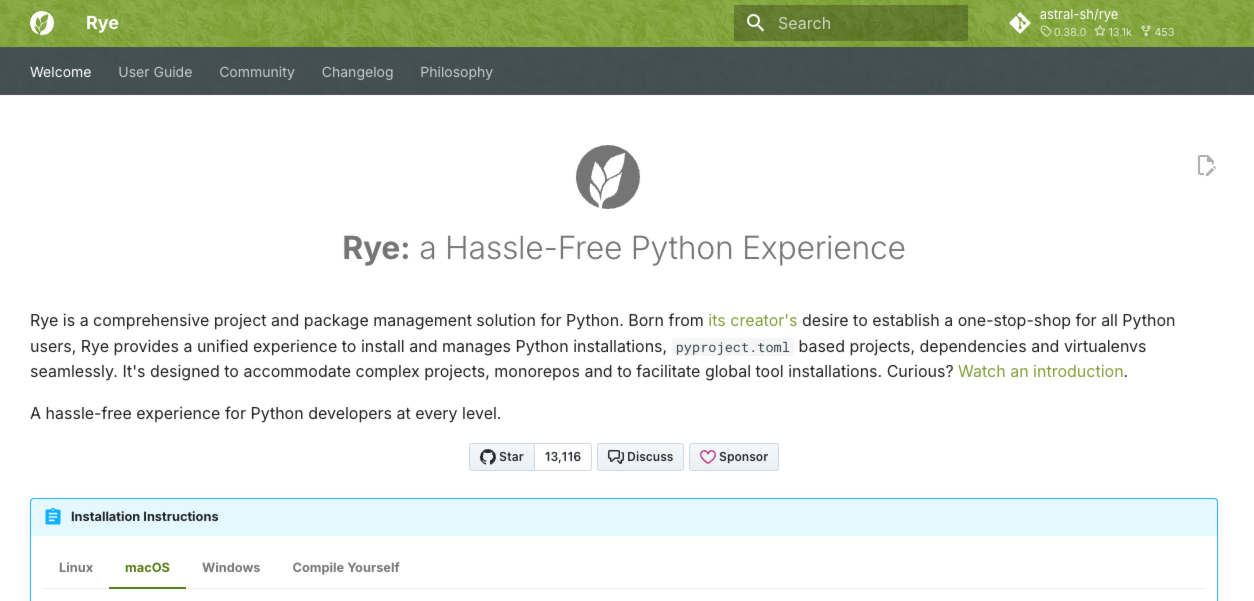 Rye
Search
astral-sh/rye
0.38.0 13.1k 453
Welcome User Guide Community Changelog Philosophy
Rye: a Hassle-Free Python Experience
Rye is a comprehensive project and package management solution for Python. Born from its creator's desire to establish a one-stop-shop for all Python
users, Rye provides a unified experience to install and manages Python installations, pyproject.toml based projects, dependencies and virtualenvs
seamlessly. It's designed to accommodate complex projects, monorepos and to facilitate global tool installations. Curious? Watch an introduction.
A hassle-free experience for Python developers at every level.
Star 13,116 Discuss Sponsor
Installation Instructions
Linux macOS Windows Compile Yourself